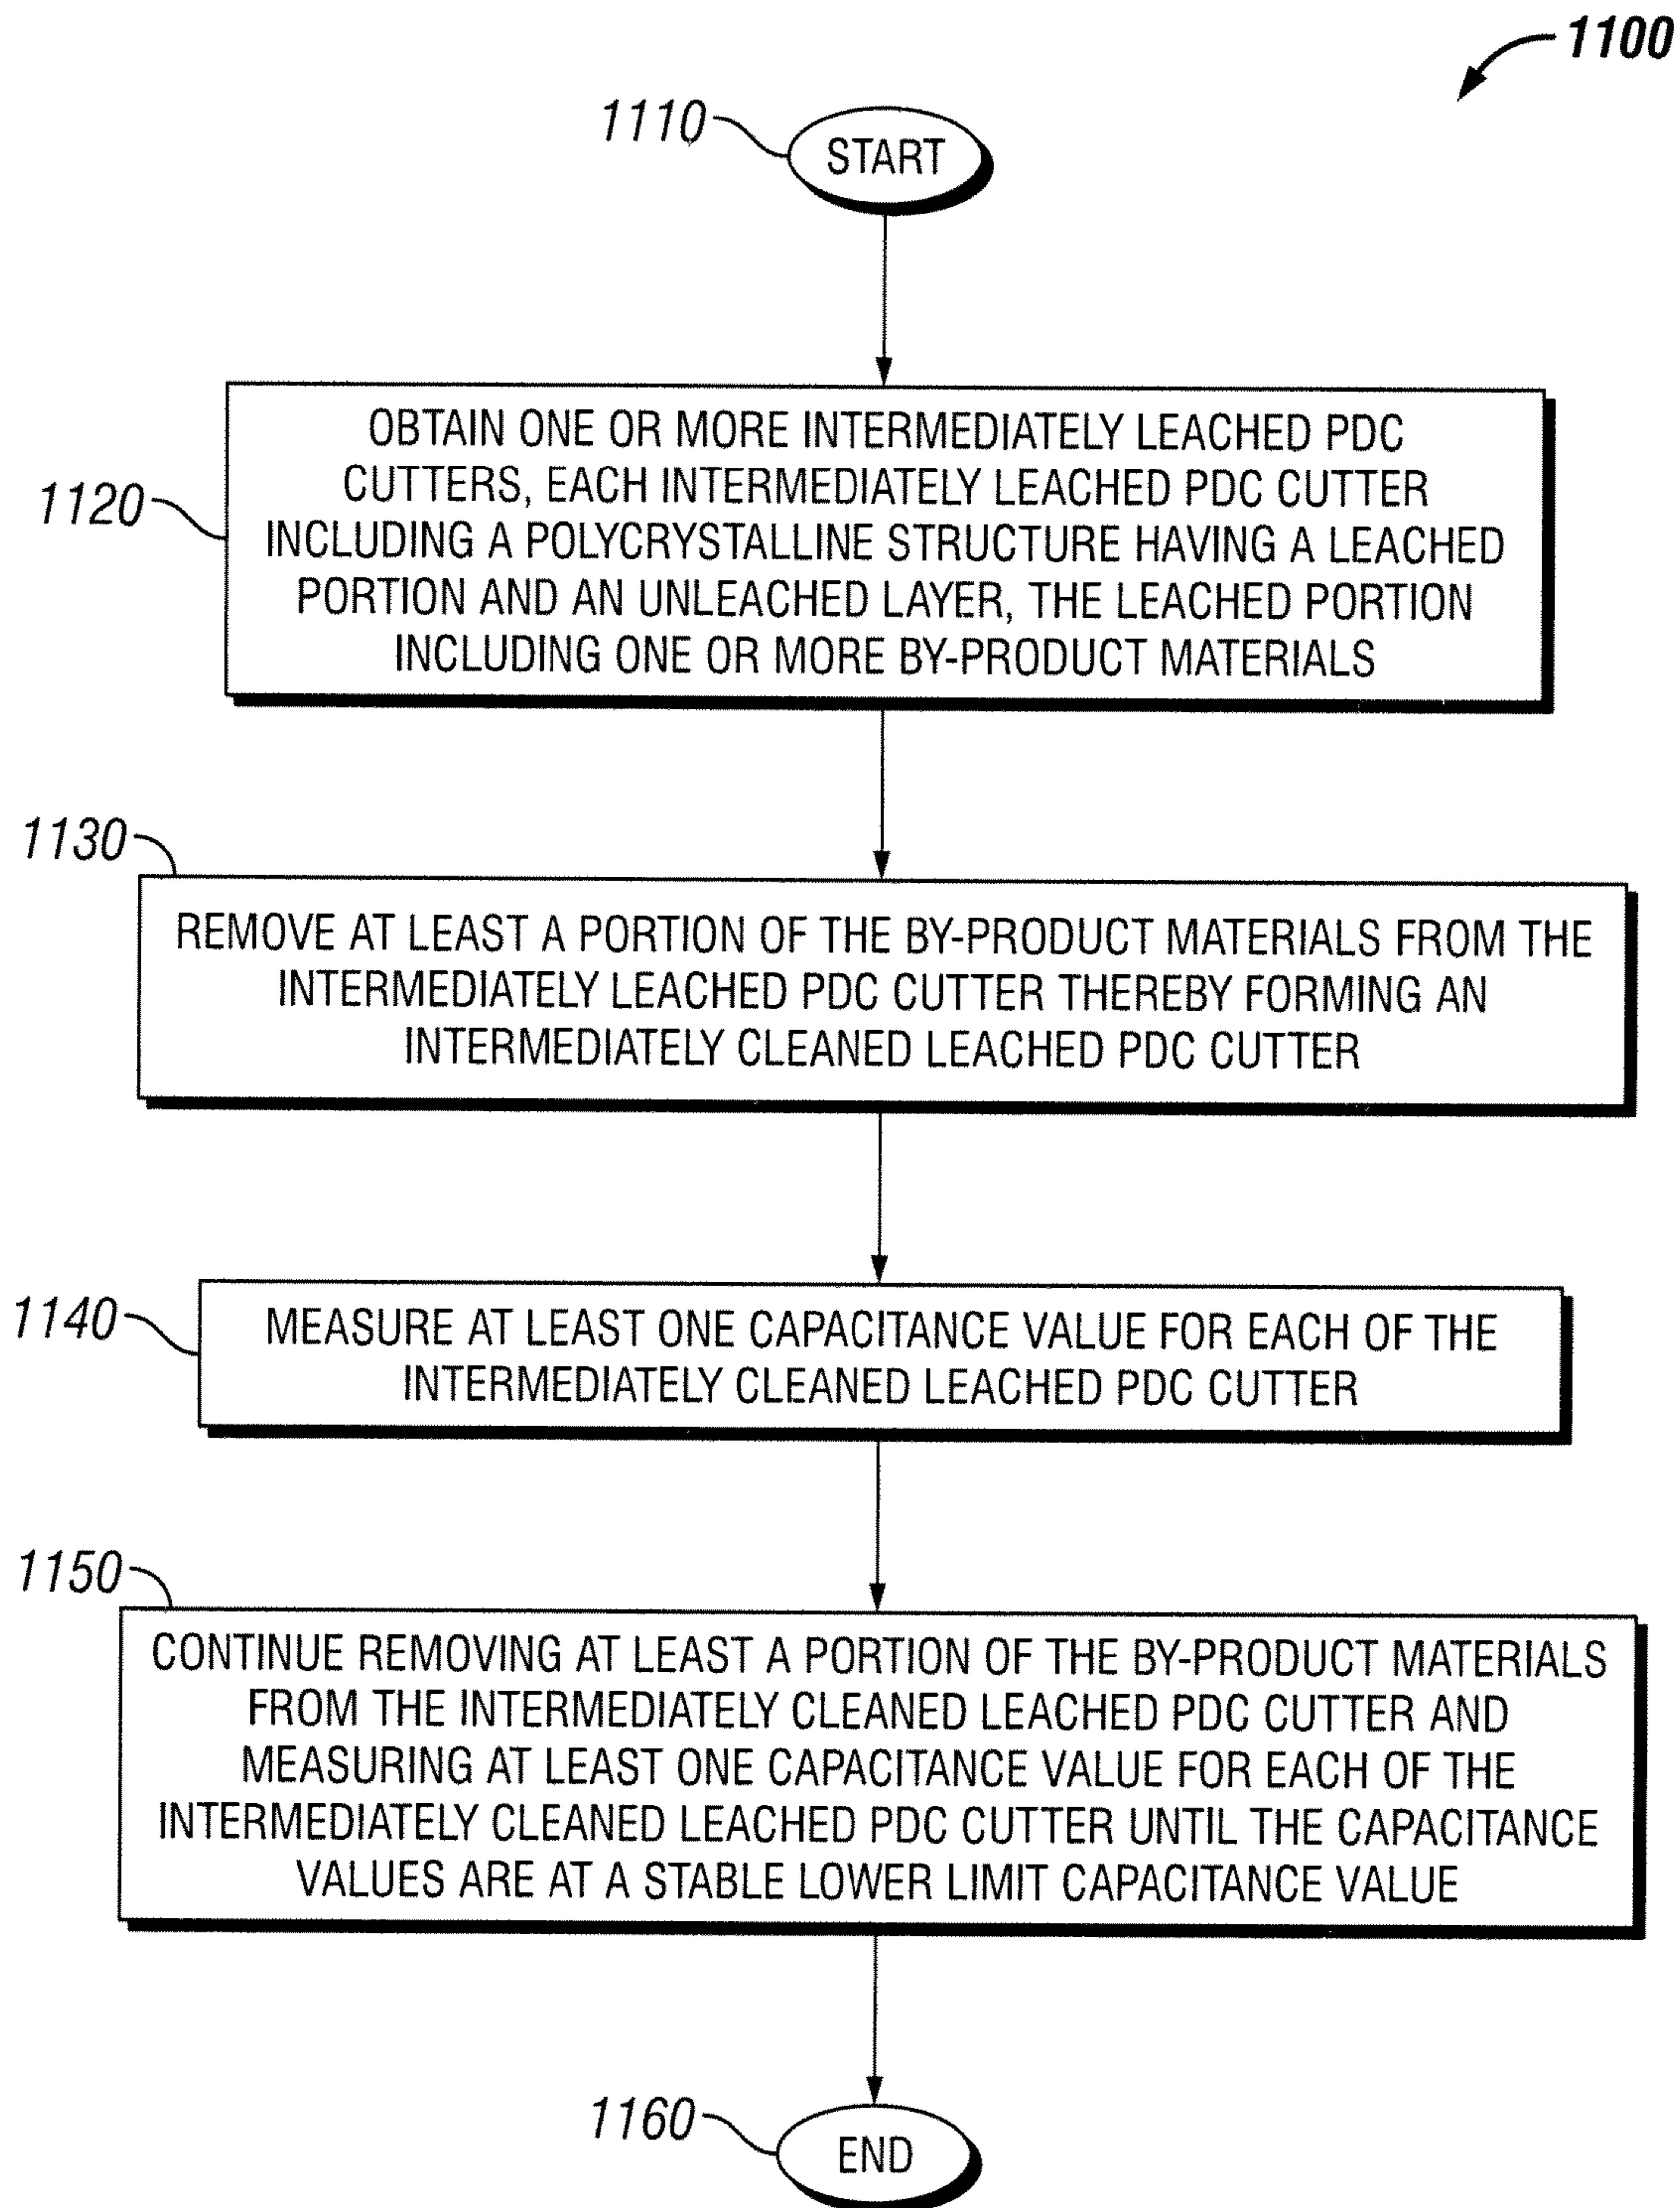 1100
1110
START
1120
OBTAIN ONE OR MORE INTERMEDIATELY LEACHED PDC
CUTTERS, EACH INTERMEDIATELY LEACHED PDC CUTTER
INCLUDING A POLYCRYSTALLINE STRUCTURE HAVING A LEACHED
PORTION AND AN UNLEACHED LAYER, THE LEACHED PORTION
INCLUDING ONE OR MORE BY-PRODUCT MATERIALS
1130
REMOVE AT LEAST A PORTION OF THE BY-PRODUCT MATERIALS FROM THE
INTERMEDIATELY LEACHED PDC CUTTER THEREBY FORMING AN
INTERMEDIATELY CLEANED LEACHED PDC CUTTER
1140
MEASURE AT LEAST ONE CAPACITANCE VALUE FOR EACH OF THE
INTERMEDIATELY CLEANED LEACHED PDC CUTTER
1150
CONTINUE REMOVING AT LEAST A PORTION OF THE BY-PRODUCT MATERIALS
FROM THE INTERMEDIATELY CLEANED LEACHED PDC CUTTER AND
MEASURING AT LEAST ONE CAPACITANCE VALUE FOR EACH OF THE
INTERMEDIATELY CLEANED LEACHED PDC CUTTER UNTIL THE CAPACITANCE
VALUES ARE AT A STABLE LOWER LIMIT CAPACITANCE VALUE
1160
END